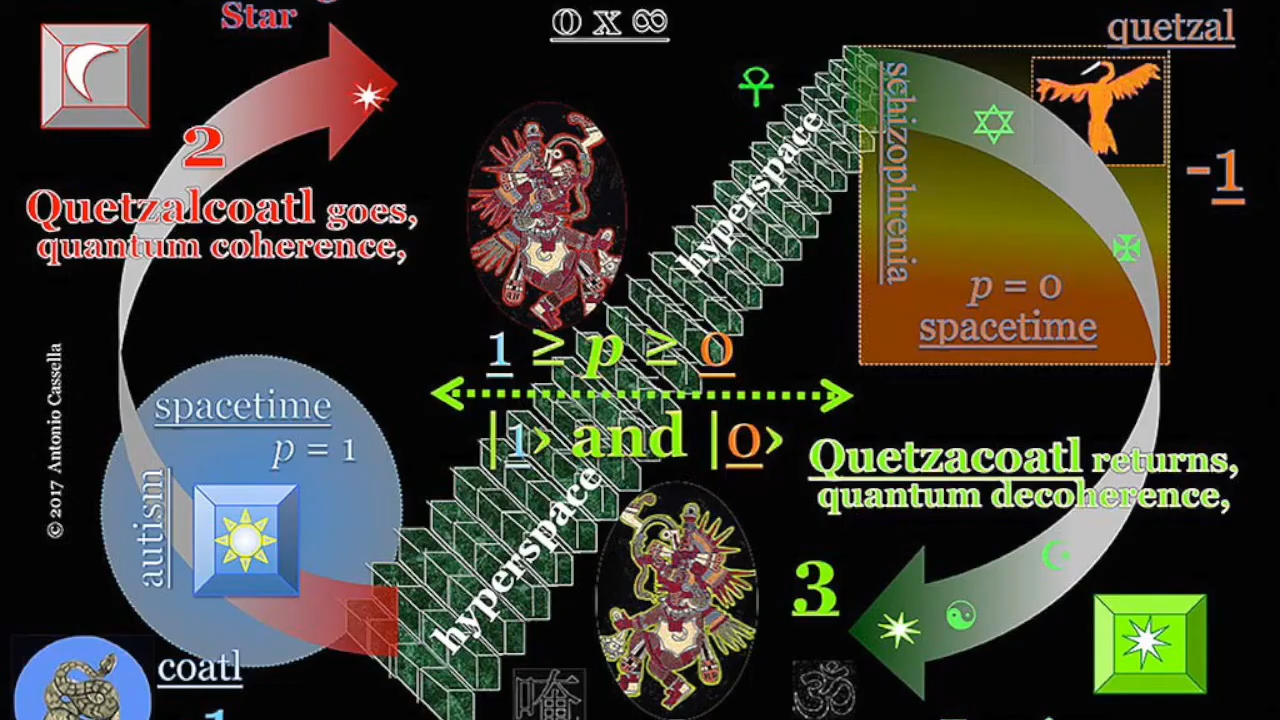 Star
0 x ∞
quetzal
schizophrenia
-1
2
Quetzalcoatl goes,
quantum coherence,
hyperspace
p = 0
spacetime
1 ≥ p ≥ 0
|1› and |0›
© 2017 Antonio Cassella
spacetime
p = 1
autism
Quetzacoatl returns,
quantum decoherence,
hyperspace
3
coatl
1
唵
ॐ